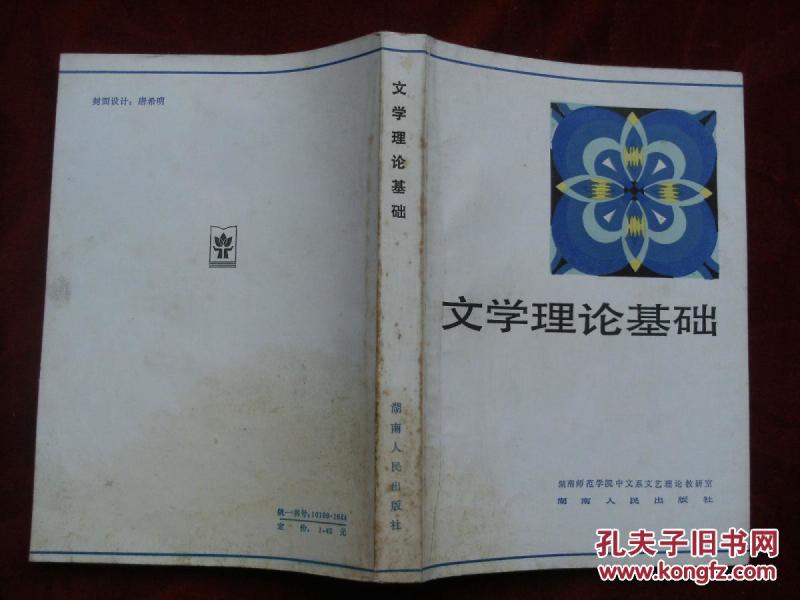 封面设计：唐希明
统一书号：10109·1644
定价：1.45元
文学理论基础
湖南人民出版社
文学理论基础
湖南师范学院中文系文艺理论教研室
湖南人民出版社
孔夫子旧书网
www.kongfz.com